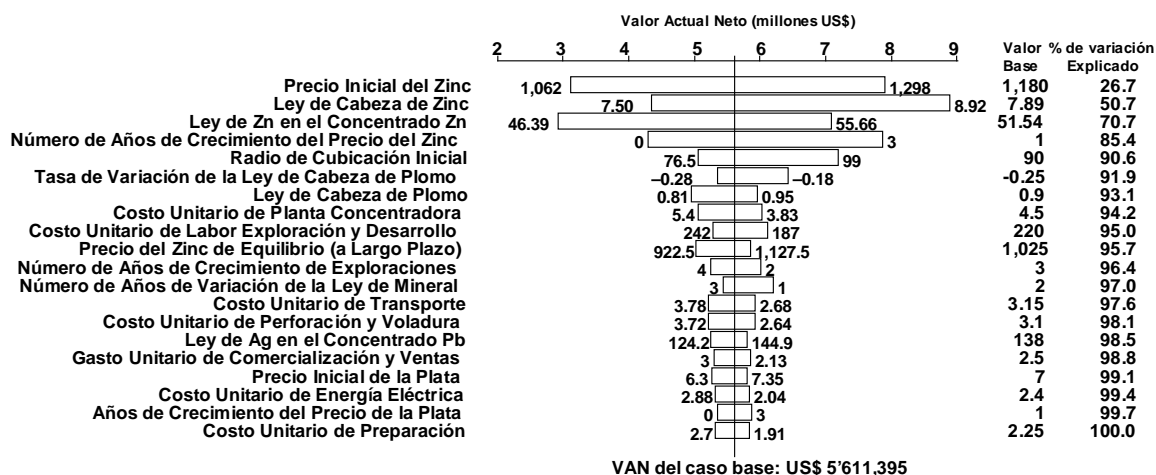 Valor Actual Neto (millones US$)
2 3 4 5 6 7 8 9 Valor % de variación
Base Explicado
Precio Inicial del Zinc 1,062 1,298 1,180 26.7
Ley de Cabeza de Zinc 7.50 8.92 7.89 50.7
Ley de Zn en el Concentrado Zn 46.39 55.66 51.54 70.7
Número de Años de Crecimiento del Precio del Zinc 0 3 1 85.4
Radio de Cubicación Inicial 76.5 99 90 90.6
Tasa de Variación de la Ley de Cabeza de Plomo –0.28 –0.18 -0.25 91.9
Ley de Cabeza de Plomo 0.81 0.95 0.9 93.1
Costo Unitario de Planta Concentradora 5.4 3.83 4.5 94.2
Costo Unitario de Labor Exploración y Desarrollo 242 187 220 95.0
Precio del Zinc de Equilibrio (a Largo Plazo) 922.5 1,127.5 1,025 95.7
Número de Años de Crecimiento de Exploraciones 4 2 3 96.4
Número de Años de Variación de la Ley de Mineral 3 1 2 97.0
Costo Unitario de Transporte 3.78 2.68 3.15 97.6
Costo Unitario de Perforación y Voladura 3.72 2.64 3.1 98.1
Ley de Ag en el Concentrado Pb 124.2 144.9 138 98.5
Gasto Unitario de Comercialización y Ventas 3 2.13 2.5 98.8
Precio Inicial de la Plata 6.3 7.35 7 99.1
Costo Unitario de Energía Eléctrica 2.88 2.04 2.4 99.4
Años de Crecimiento del Precio de la Plata 0 3 1 99.7
Costo Unitario de Preparación 2.7 1.91 2.25 100.0
VAN del caso base: US$ 5'611,395